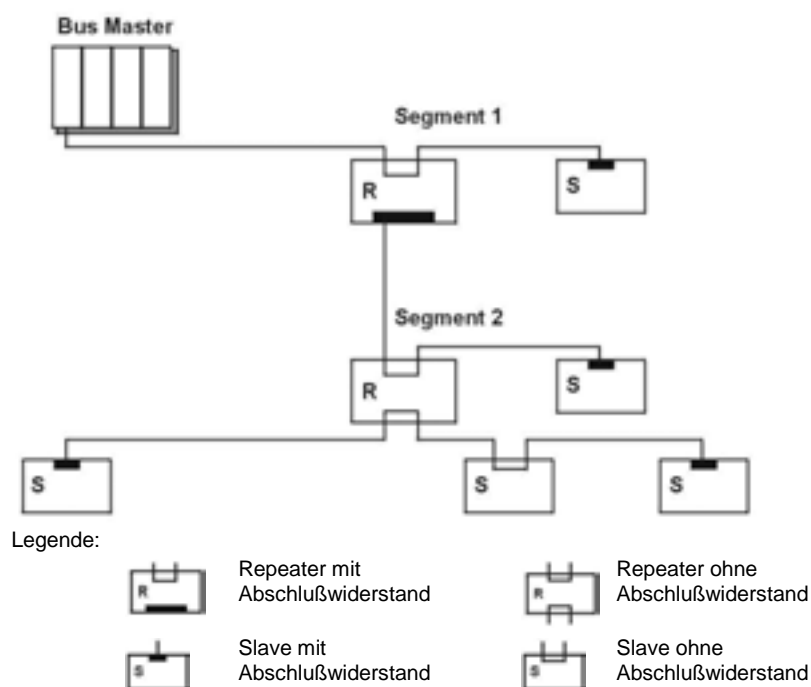 Bus Master
Segment 1
R
S
Segment 2
R
S
S
S
S
Legende:
R
Repeater mit
Abschlußwiderstand
R
Repeater ohne
Abschlußwiderstand
S
Slave mit
Abschlußwiderstand
S
Slave ohne
Abschlußwiderstand